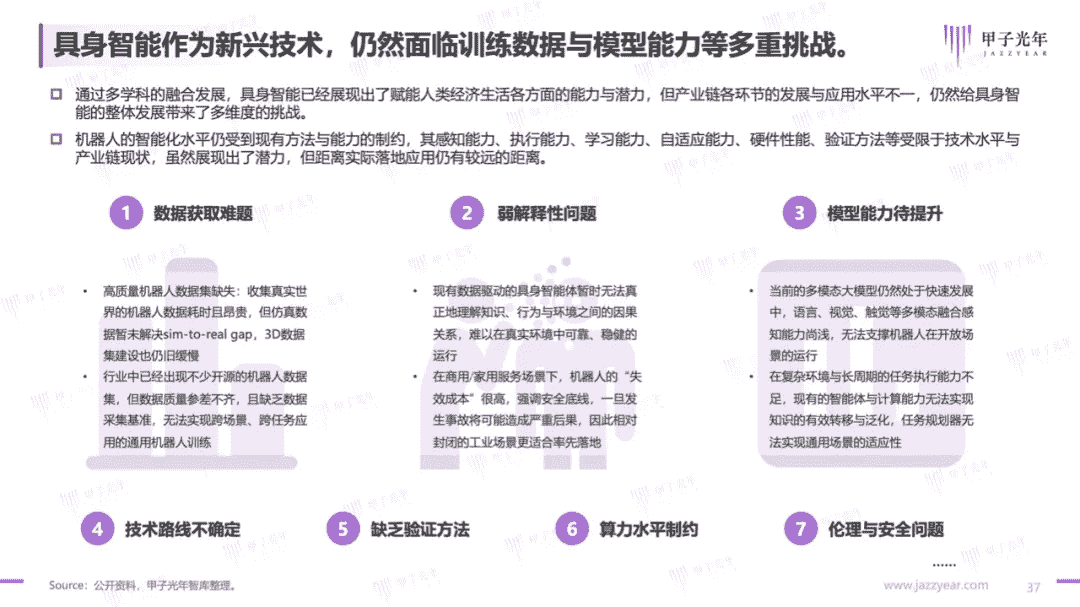 具身智能作为新兴技术，仍然面临训练数据与模型能力等多重挑战。
甲子光年
JAZZYEAR
通过多学科的融合发展，具身智能已经展现出了赋能人类经济生活各方面的能力与潜力，但产业链各环节的发展与应用水平不一，仍然给具身智
能的整体发展带来了多维度的挑战。
机器人的智能化水平仍受到现有方法与能力的制约，其感知能力、执行能力、学习能力、自适应能力、硬件性能、验证方法等受限于技术水平与
产业链现状，虽然展现出了潜力，但距离实际落地应用仍有较远的距离。
1 数据获取难题
• 高质量机器人数据集缺失：收集真实世
界的机器人数据耗时且昂贵，但仿真数
据暂未解决sim-to-real gap，3D数据
集建设也仍旧缓慢
• 行业中已经出现不少开源的机器人数据
集，但数据质量参差不齐，且缺乏数据
采集基准，无法实现跨场景、跨任务应
用的通用机器人训练
2 弱解释性问题
• 现有数据驱动的具身智能体暂时无法真
正地理解知识、行为与环境之间的因果
关系，难以在真实环境中可靠、稳健的
运行
• 在商用/家用服务场景下，机器人的“失
效成本”很高，强调安全底线，一旦发
生事故将可能造成严重后果，因此相对
封闭的工业场景更适合率先落地
3 模型能力待提升
• 当前的多模态大模型仍然处于快速发展
中，语言、视觉、触觉等多模态融合感
知能力尚浅，无法支撑机器人在开放场
景的运行
• 在复杂环境与长周期的任务执行能力不
足，现有的智能体与计算能力无法实现
知识的有效转移与泛化，任务规划器无
法实现通用场景的适应性
4 技术路线不确定
5 缺乏验证方法
6 算力水平制约
7 伦理与安全问题
......
Source：公开资料，甲子光年智库整理。
www.jazzyear.com
37